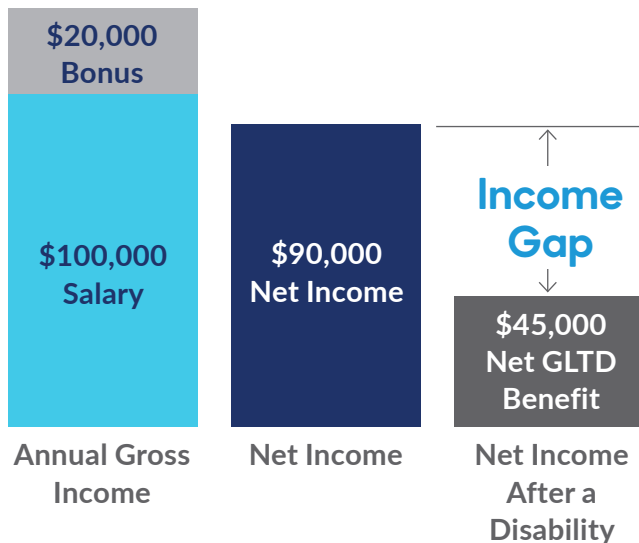 $20,000
Bonus
$100,000
Salary
$90,000
Net Income
Income
Gap
$45,000
Net GLTD
Benefit
Annual Gross
Income
Net Income
Net Income
After a
Disability